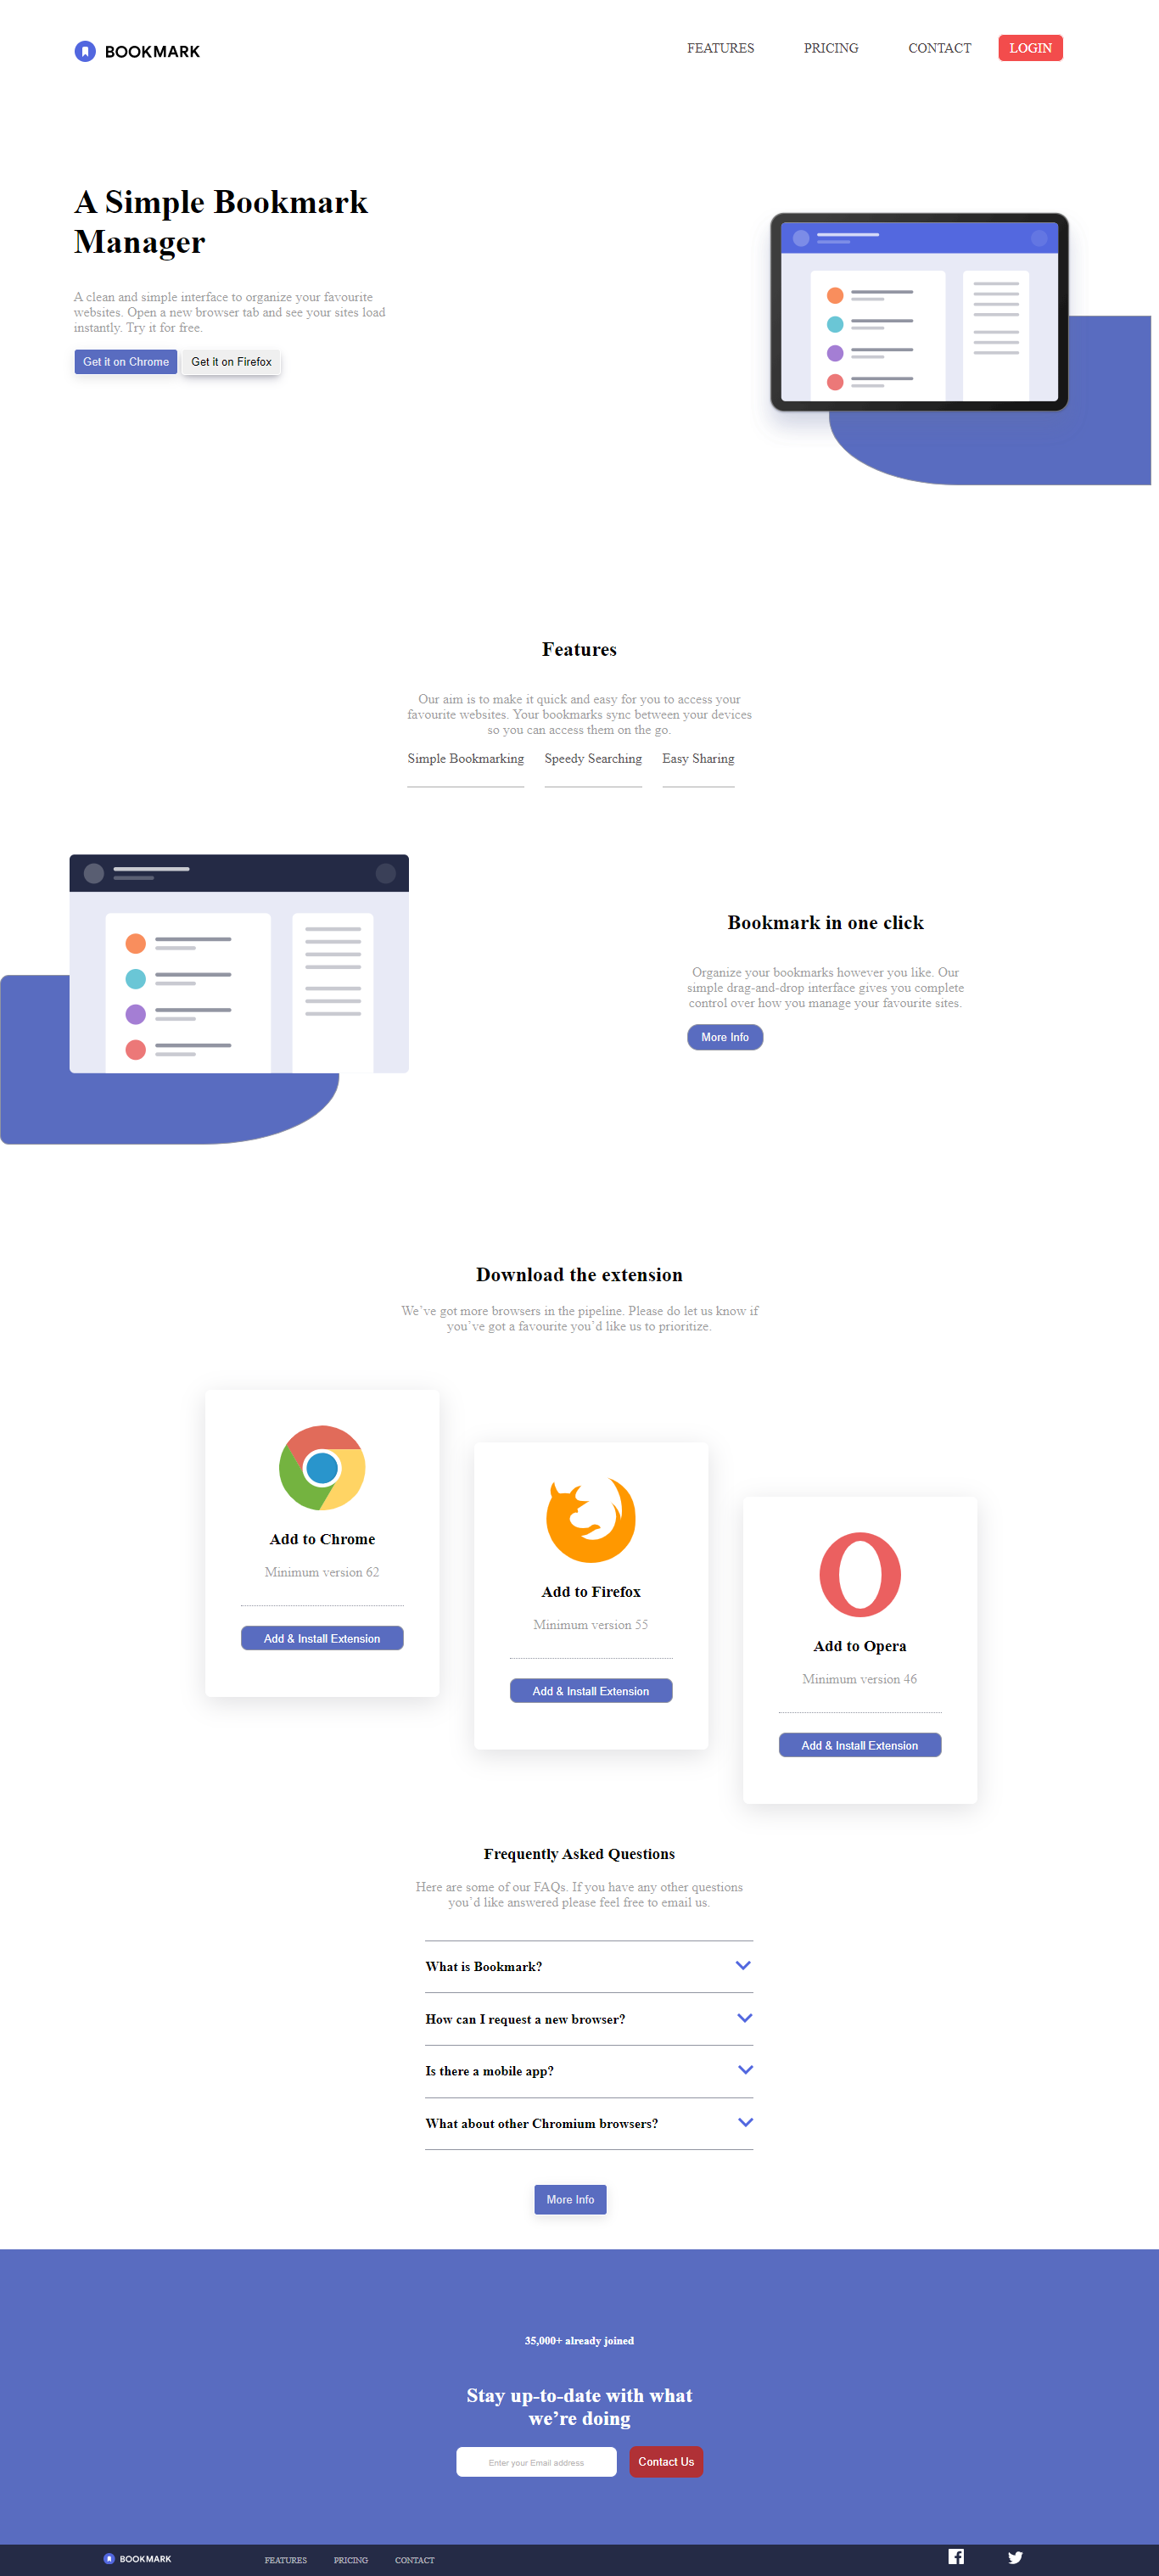 BOOKMARK
FEATURES PRICING CONTACT LOGIN
A Simple Bookmark
Manager
A clean and simple interface to organize your favourite
websites. Open a new browser tab and see your sites load
instantly. Try it for free.
Get it on Chrome Get it on Firefox
Features
Our aim is to make it quick and easy for you to access your
favourite websites. Your bookmarks sync between your devices
so you can access them on the go.
Simple Bookmarking Speedy Searching Easy Sharing
Bookmark in one click
Organize your bookmarks however you like. Our
simple drag-and-drop interface gives you complete
control over how you manage your favourite sites.
More Info
Download the extension
We’ve got more browsers in the pipeline. Please do let us know if
you’ve got a favourite you’d like us to prioritize.
Add to Chrome
Minimum version 62
Add & Install Extension
Add to Firefox
Minimum version 55
Add & Install Extension
Add to Opera
Minimum version 46
Add & Install Extension
Frequently Asked Questions
Here are some of our FAQs. If you have any other questions
you’d like answered please feel free to email us.
What is Bookmark?
How can I request a new browser?
Is there a mobile app?
What about other Chromium browsers?
More Info
35,000+ already joined
Stay up-to-date with what
we’re doing
Enter your Email address Contact Us
BOOKMARK FEATURES PRICING CONTACT